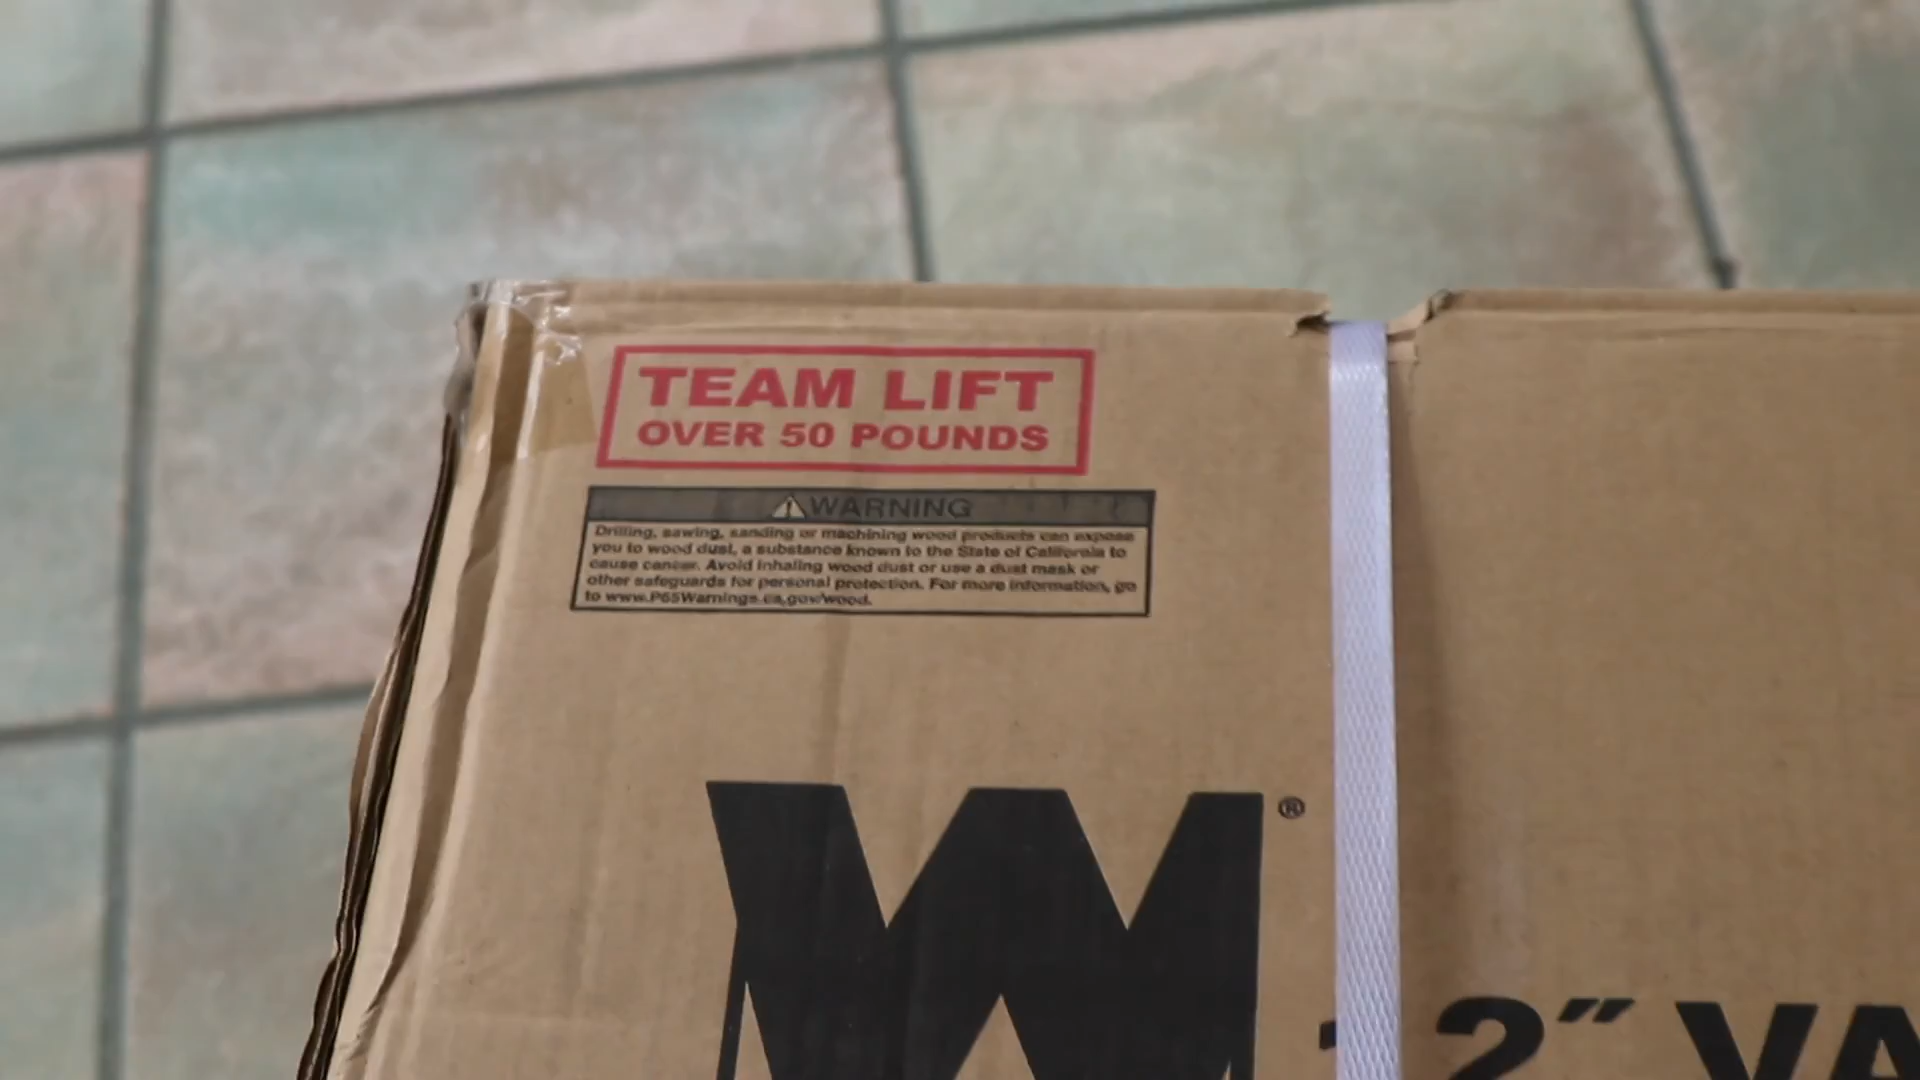 TEAM LIFT
OVER 50 POUNDS
WARNING
Drilling, sawing, sanding or machining wood products can expose
you to wood dust, a substance known to the State of California to
cause cancer. Avoid inhaling wood dust or use a dust mask or
other safeguards for personal protection. For more information, go
to www.P65Warnings.ca.gov/wood.
W®
2" VA